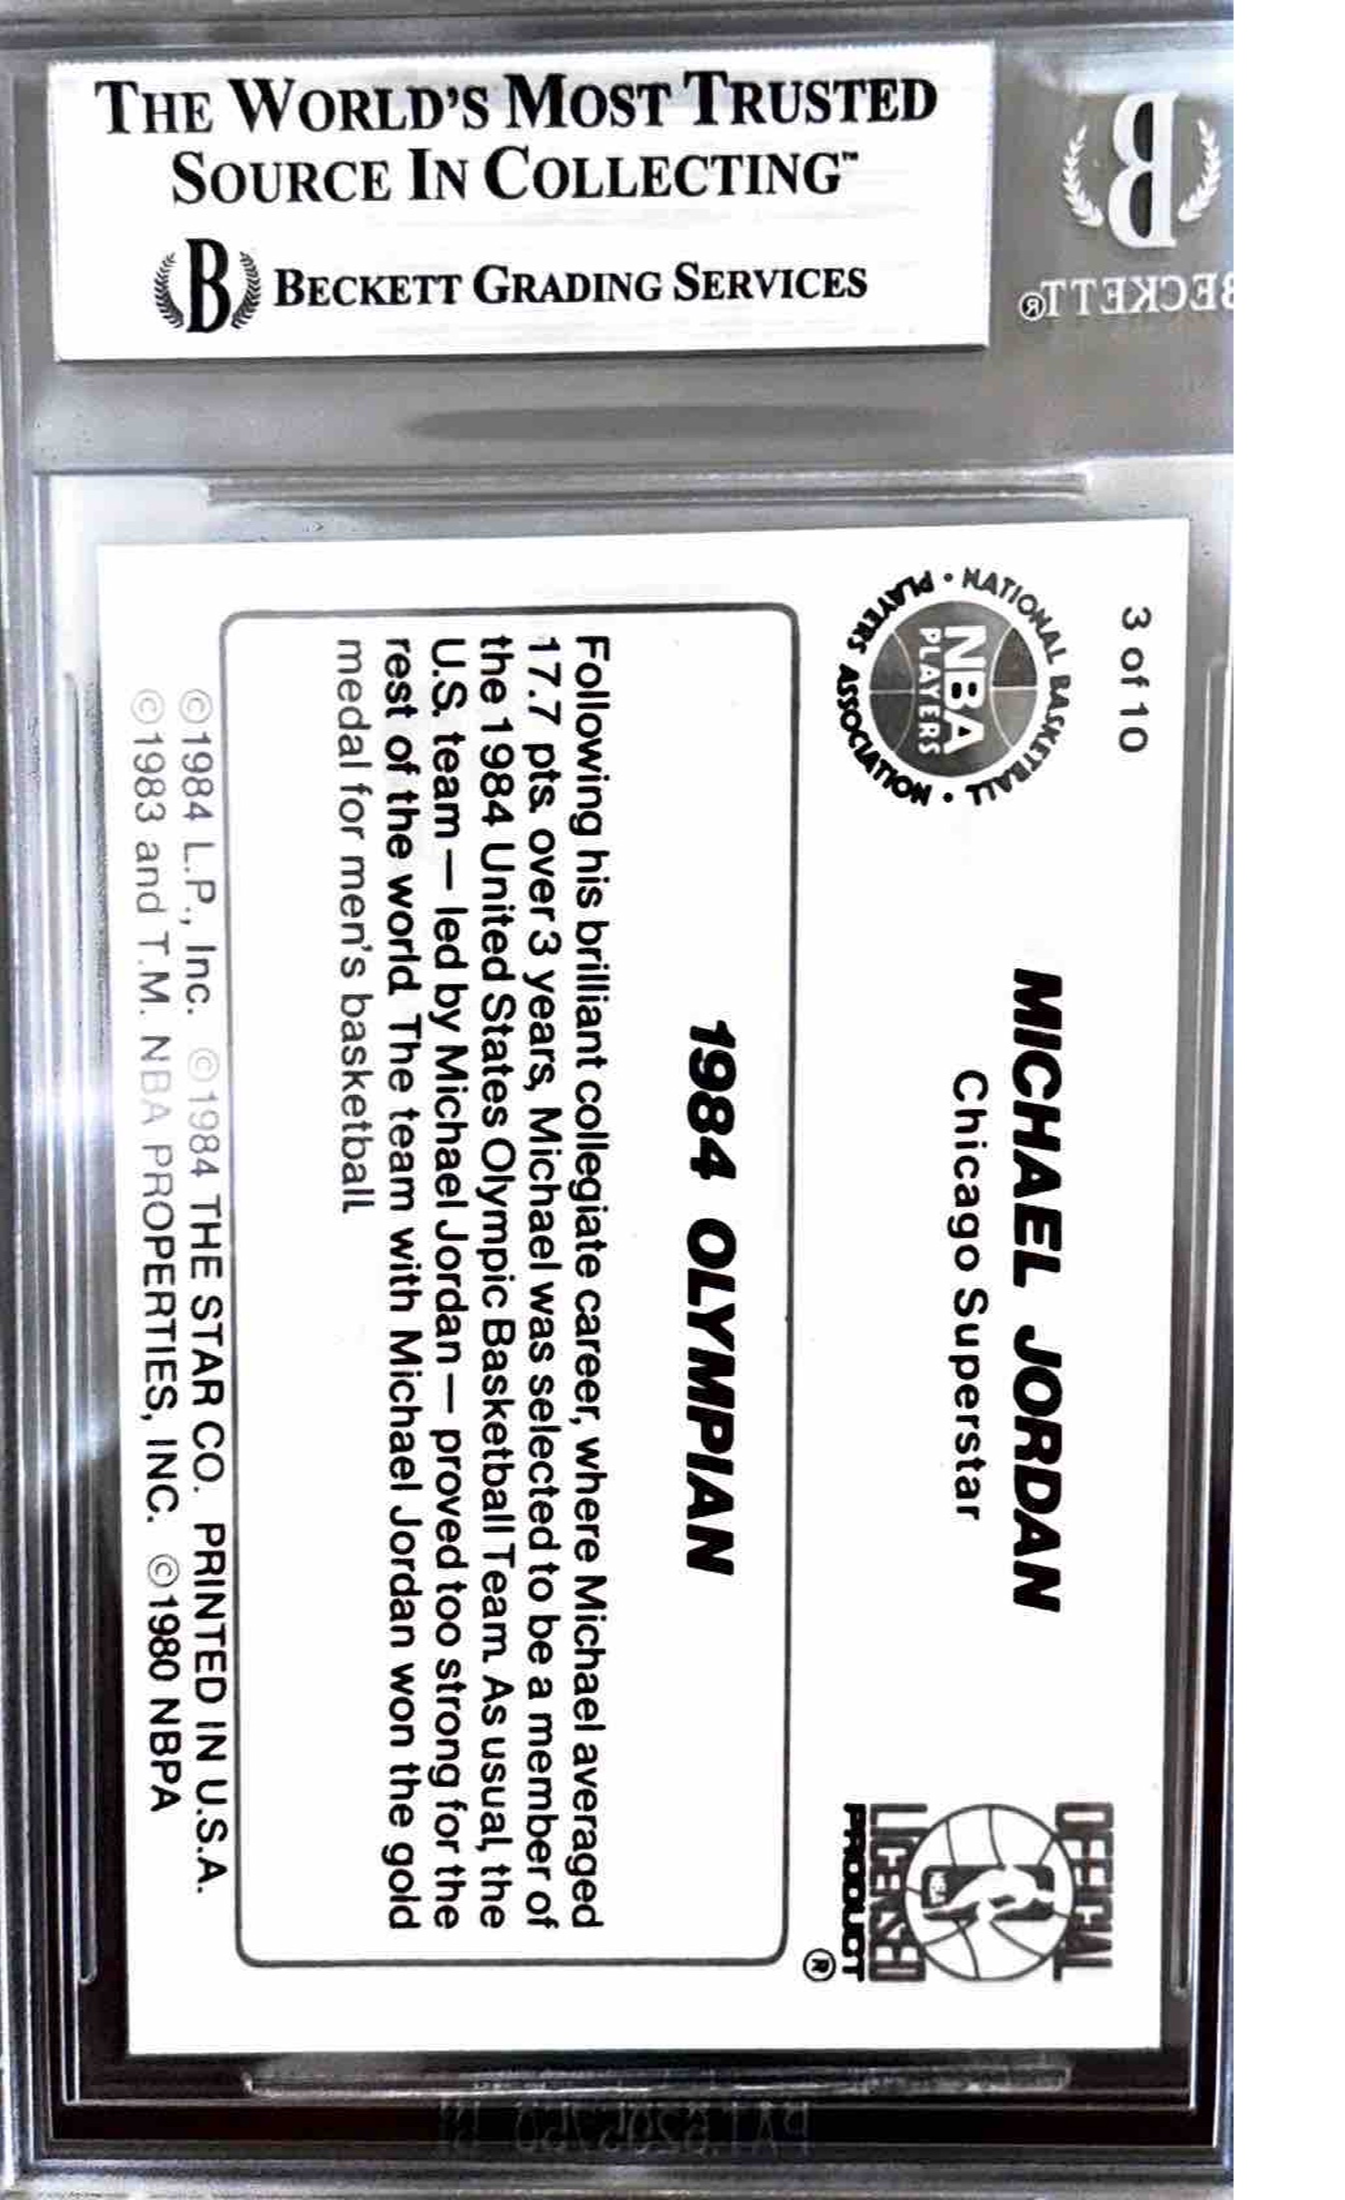 THE WORLD'S MOST TRUSTED
SOURCE IN COLLECTING™
B BECKETT GRADING SERVICES
B
BECKETT®
3 of 10
NATIONAL BASKETBALL
PLAYERS ASSOCIATION • PLAYERS •
NBA
PLAYERS
MICHAEL JORDAN
Chicago Superstar
OFFICIAL
NBA
LICENSED
PRODUCT
®
1984 OLYMPIAN
Following his brilliant collegiate career, where Michael averaged
17.7 pts. over 3 years, Michael was selected to be a member of
the 1984 United States Olympic Basketball Team. As usual, the
U.S. team — led by Michael Jordan — proved too strong for the
rest of the world. The team with Michael Jordan won the gold
medal for men's basketball.
©1984 L.P., Inc. ©1984 THE STAR CO. PRINTED IN U.S.A.
©1983 and T.M. NBA PROPERTIES, INC. ©1980 NBPA